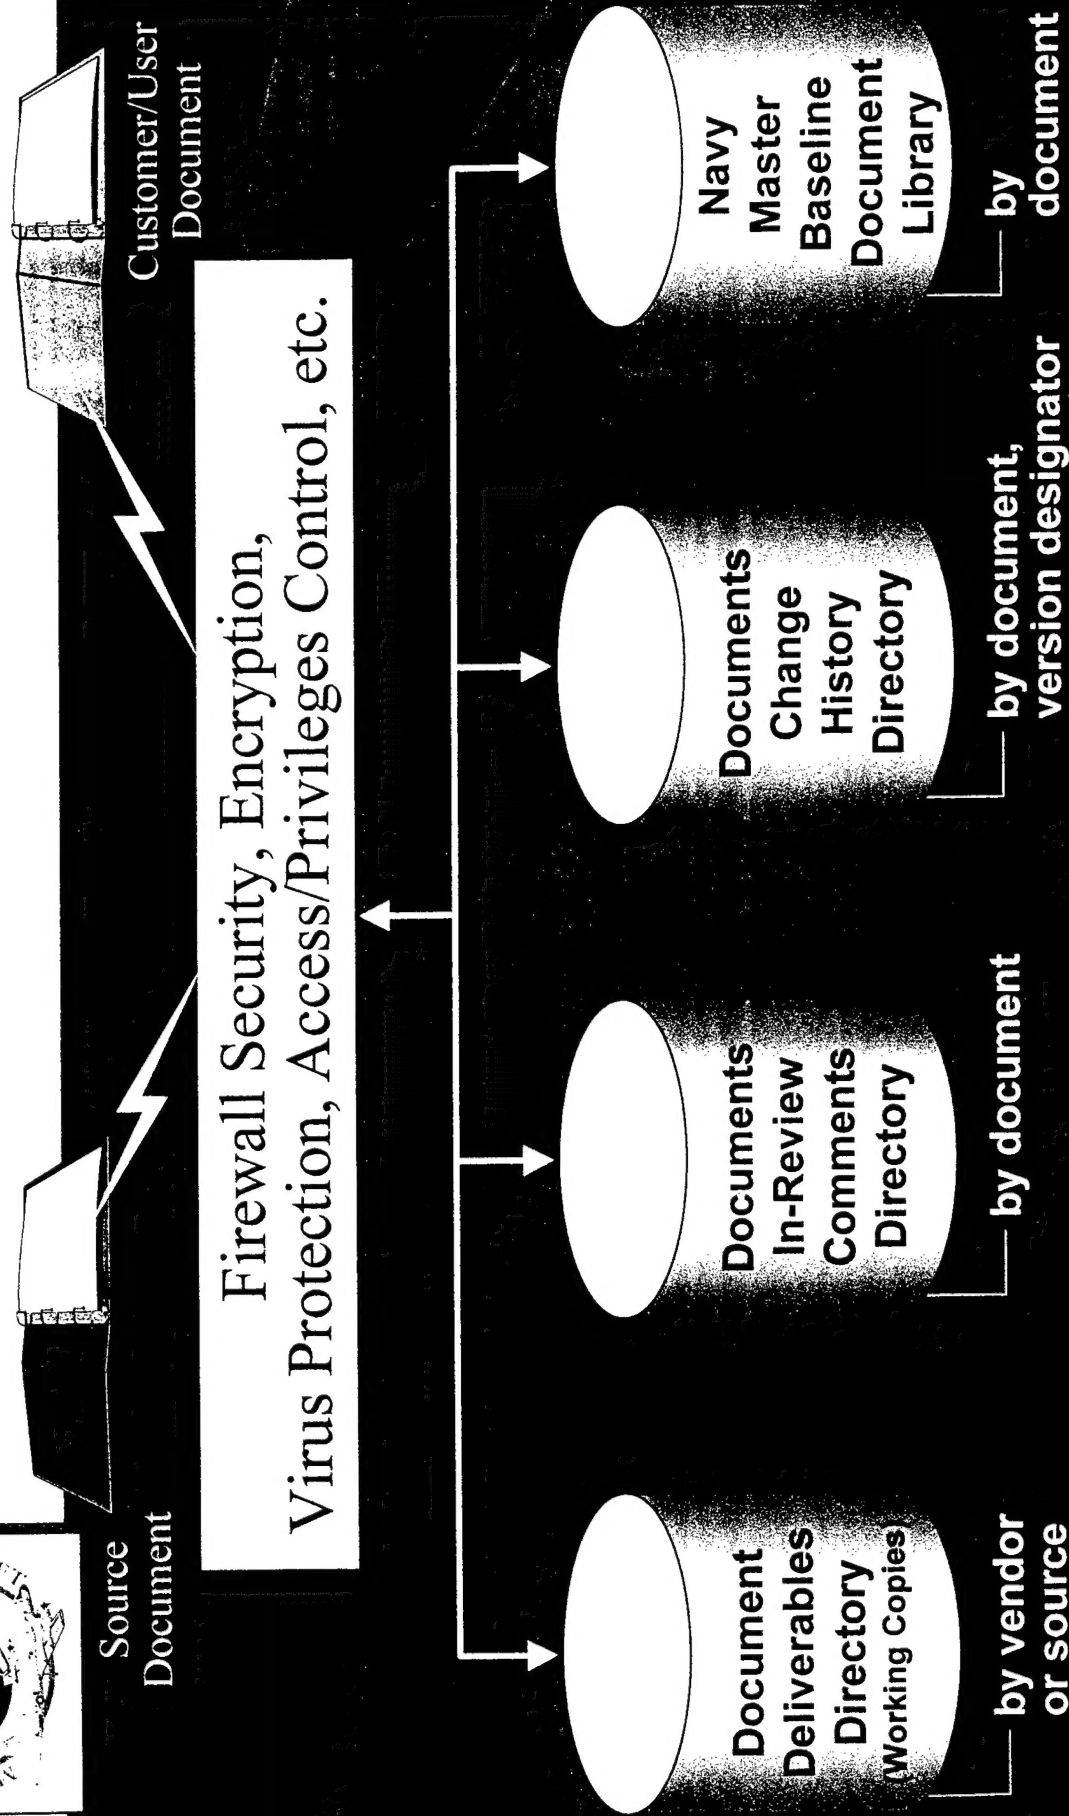 Source
Document
Customer/User
Document
Firewall Security, Encryption,
Virus Protection, Access/Privileges Control, etc.
Document
Deliverables
Directory
(Working Copies)
by vendor
or source
Documents
In-Review
Comments
Directory
by document
Documents
Change
History
Directory
by document,
version designator
Navy
Master
Baseline
Document
Library
by
document